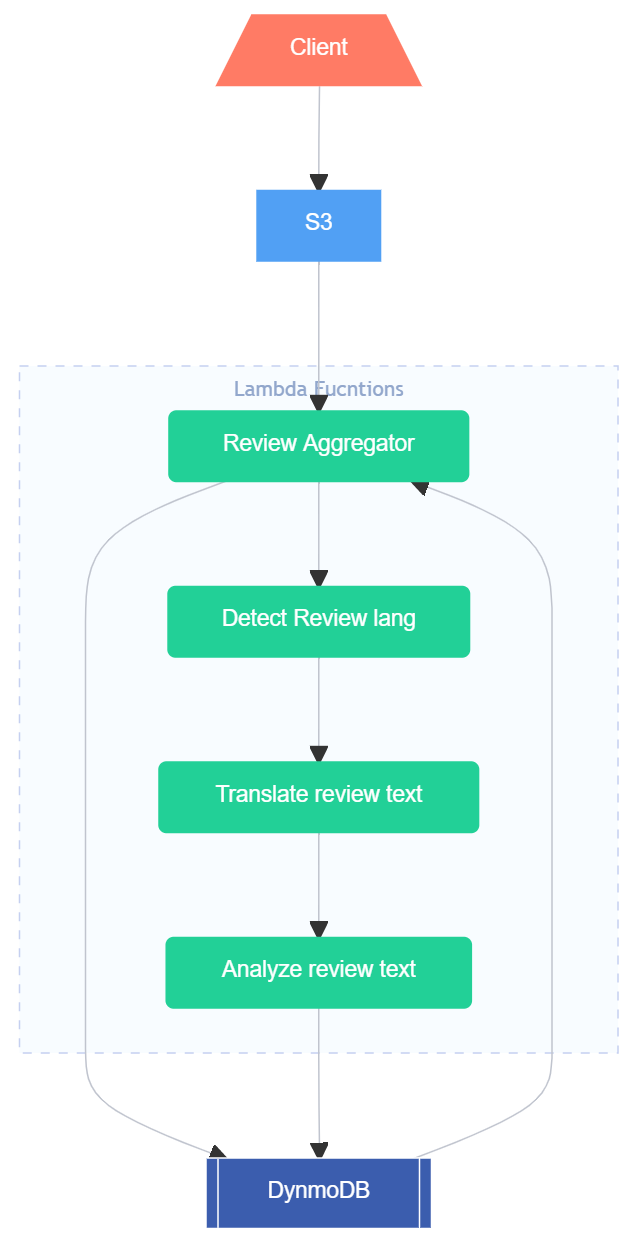 Client
S3
Lambda Fucntions
Review Aggregator
Detect Review lang
Translate review text
Analyze review text
DynmoDB